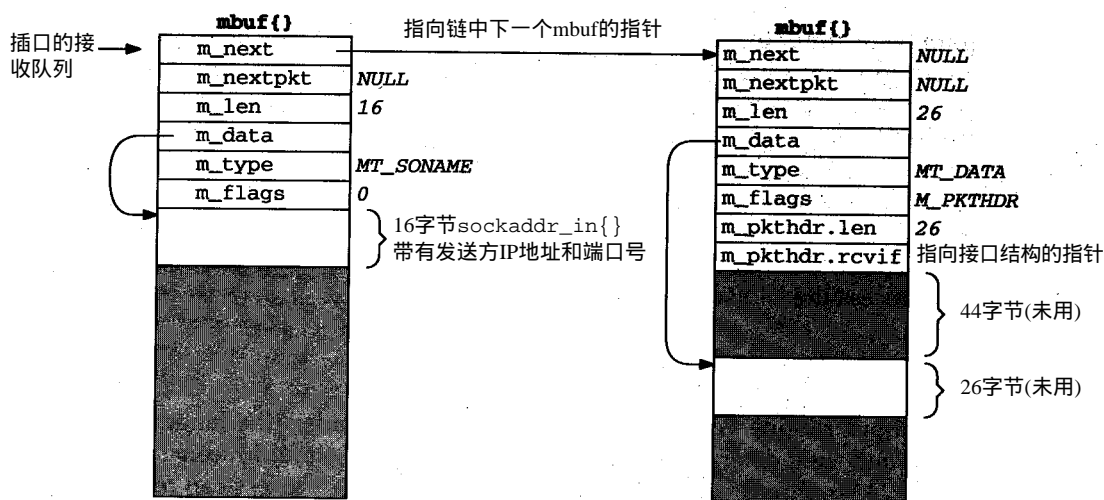 mbuf{}
插口的接
收队列
m_next
m_nextpkt NULL
m_len 16
m_data
m_type MT_SONAME
m_flags 0
16字节sockaddr_in{}
带有发送方IP地址和端口号
指向链中下一个mbuf的指针
mbuf{}
m_next NULL
m_nextpkt NULL
m_len 26
m_data
m_type MT_DATA
m_flags M_PKTHDR
m_pkthdr.len 26
m_pkthdr.rcvif 指向接口结构的指针
44字节(未用)
26字节(未用)